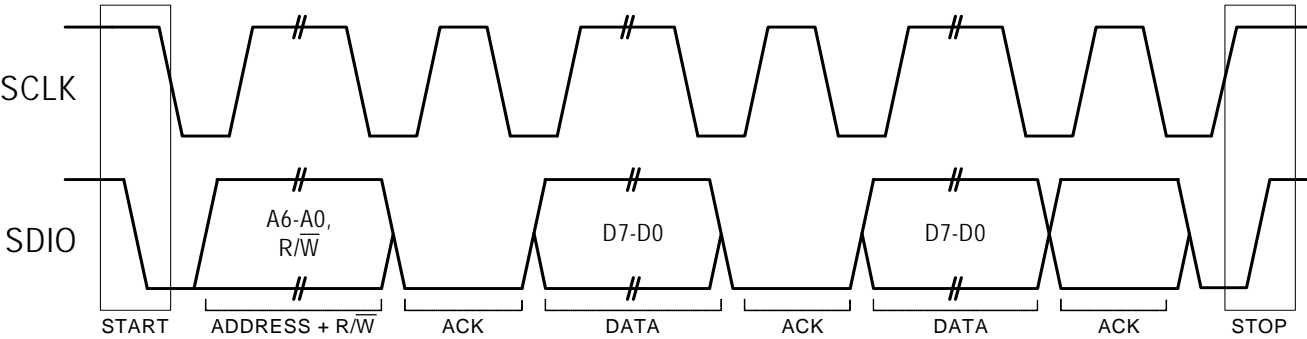 SCLK
SDIO
A6-A0,
R/W̅
D7-D0
D7-D0
START
ADDRESS + R/W̅
ACK
DATA
ACK
DATA
ACK
STOP